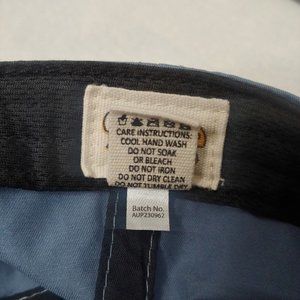 CARE INSTRUCTIONS:
COOL HAND WASH
DO NOT SOAK
OR BLEACH
DO NOT IRON
DO NOT DRY CLEAN
DO NOT TUMBLE DRY
Batch No.
AUP230962